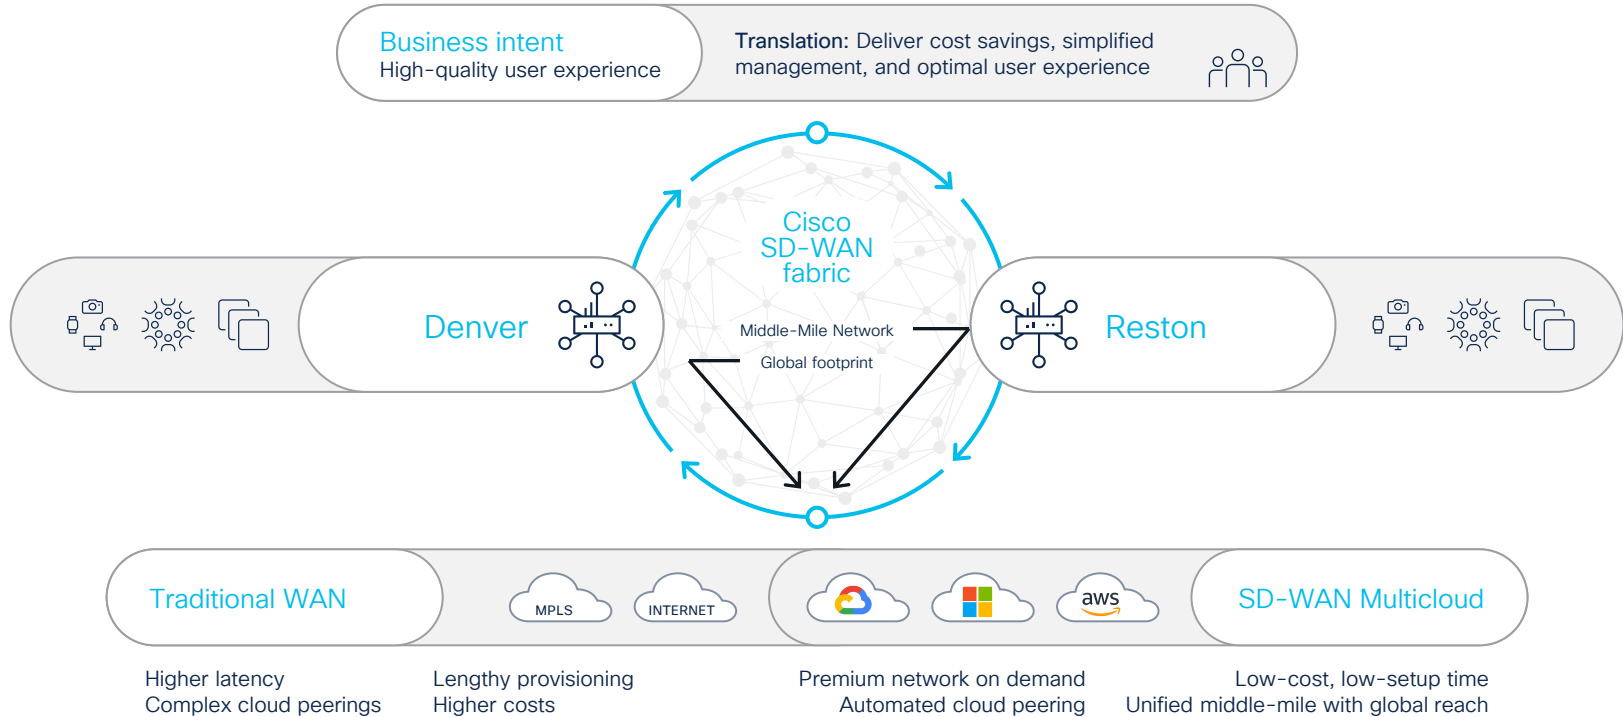 Business intent
High-quality user experience
Translation: Deliver cost savings, simplified
management, and optimal user experience
Cisco
SD-WAN
fabric
Denver
Middle-Mile Network
Global footprint
Reston
Traditional WAN
MPLS
INTERNET
aws
SD-WAN Multicloud
Higher latency
Complex cloud peerings
Lengthy provisioning
Higher costs
Premium network on demand
Automated cloud peering
Low-cost, low-setup time
Unified middle-mile with global reach